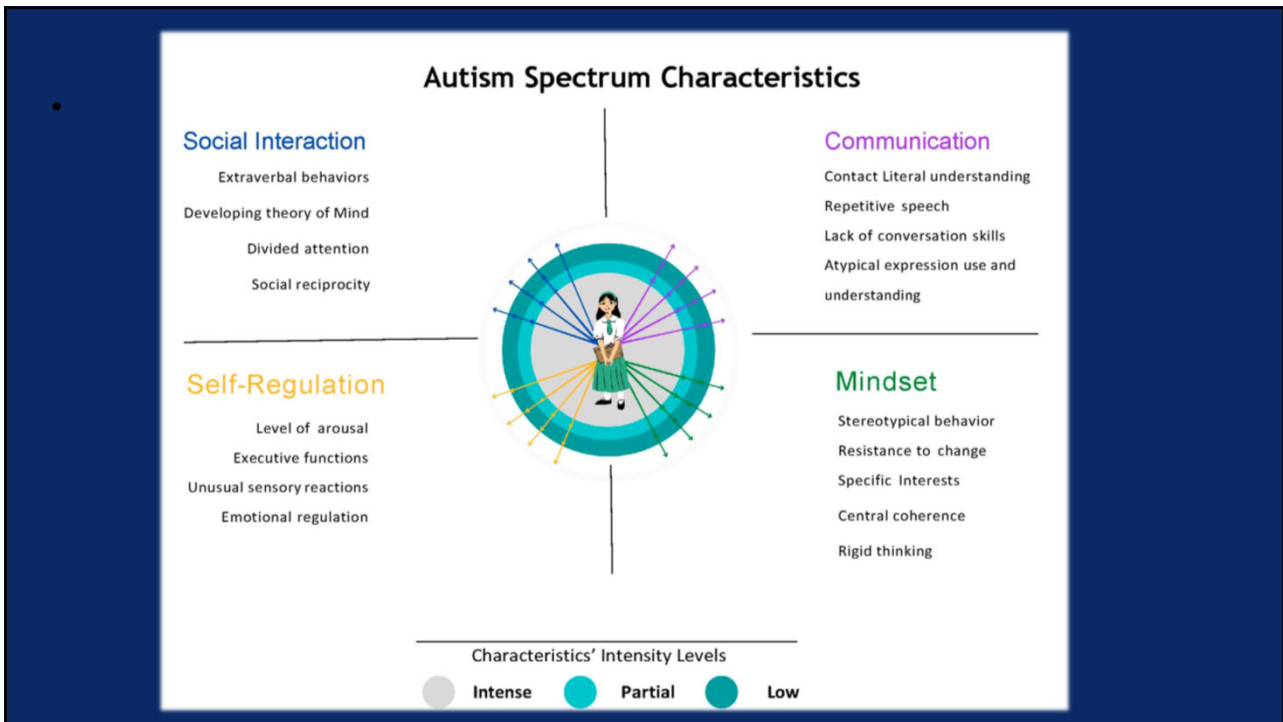 Autism Spectrum Characteristics
Social Interaction
Extraverbal behaviors
Developing theory of Mind
Divided attention
Social reciprocity
Communication
Contact Literal understanding
Repetitive speech
Lack of conversation skills
Atypical expression use and
understanding
Self-Regulation
Level of arousal
Executive functions
Unusual sensory reactions
Emotional regulation
Mindset
Stereotypical behavior
Resistance to change
Specific Interests
Central coherence
Rigid thinking
Characteristics’ Intensity Levels
Intense Partial Low